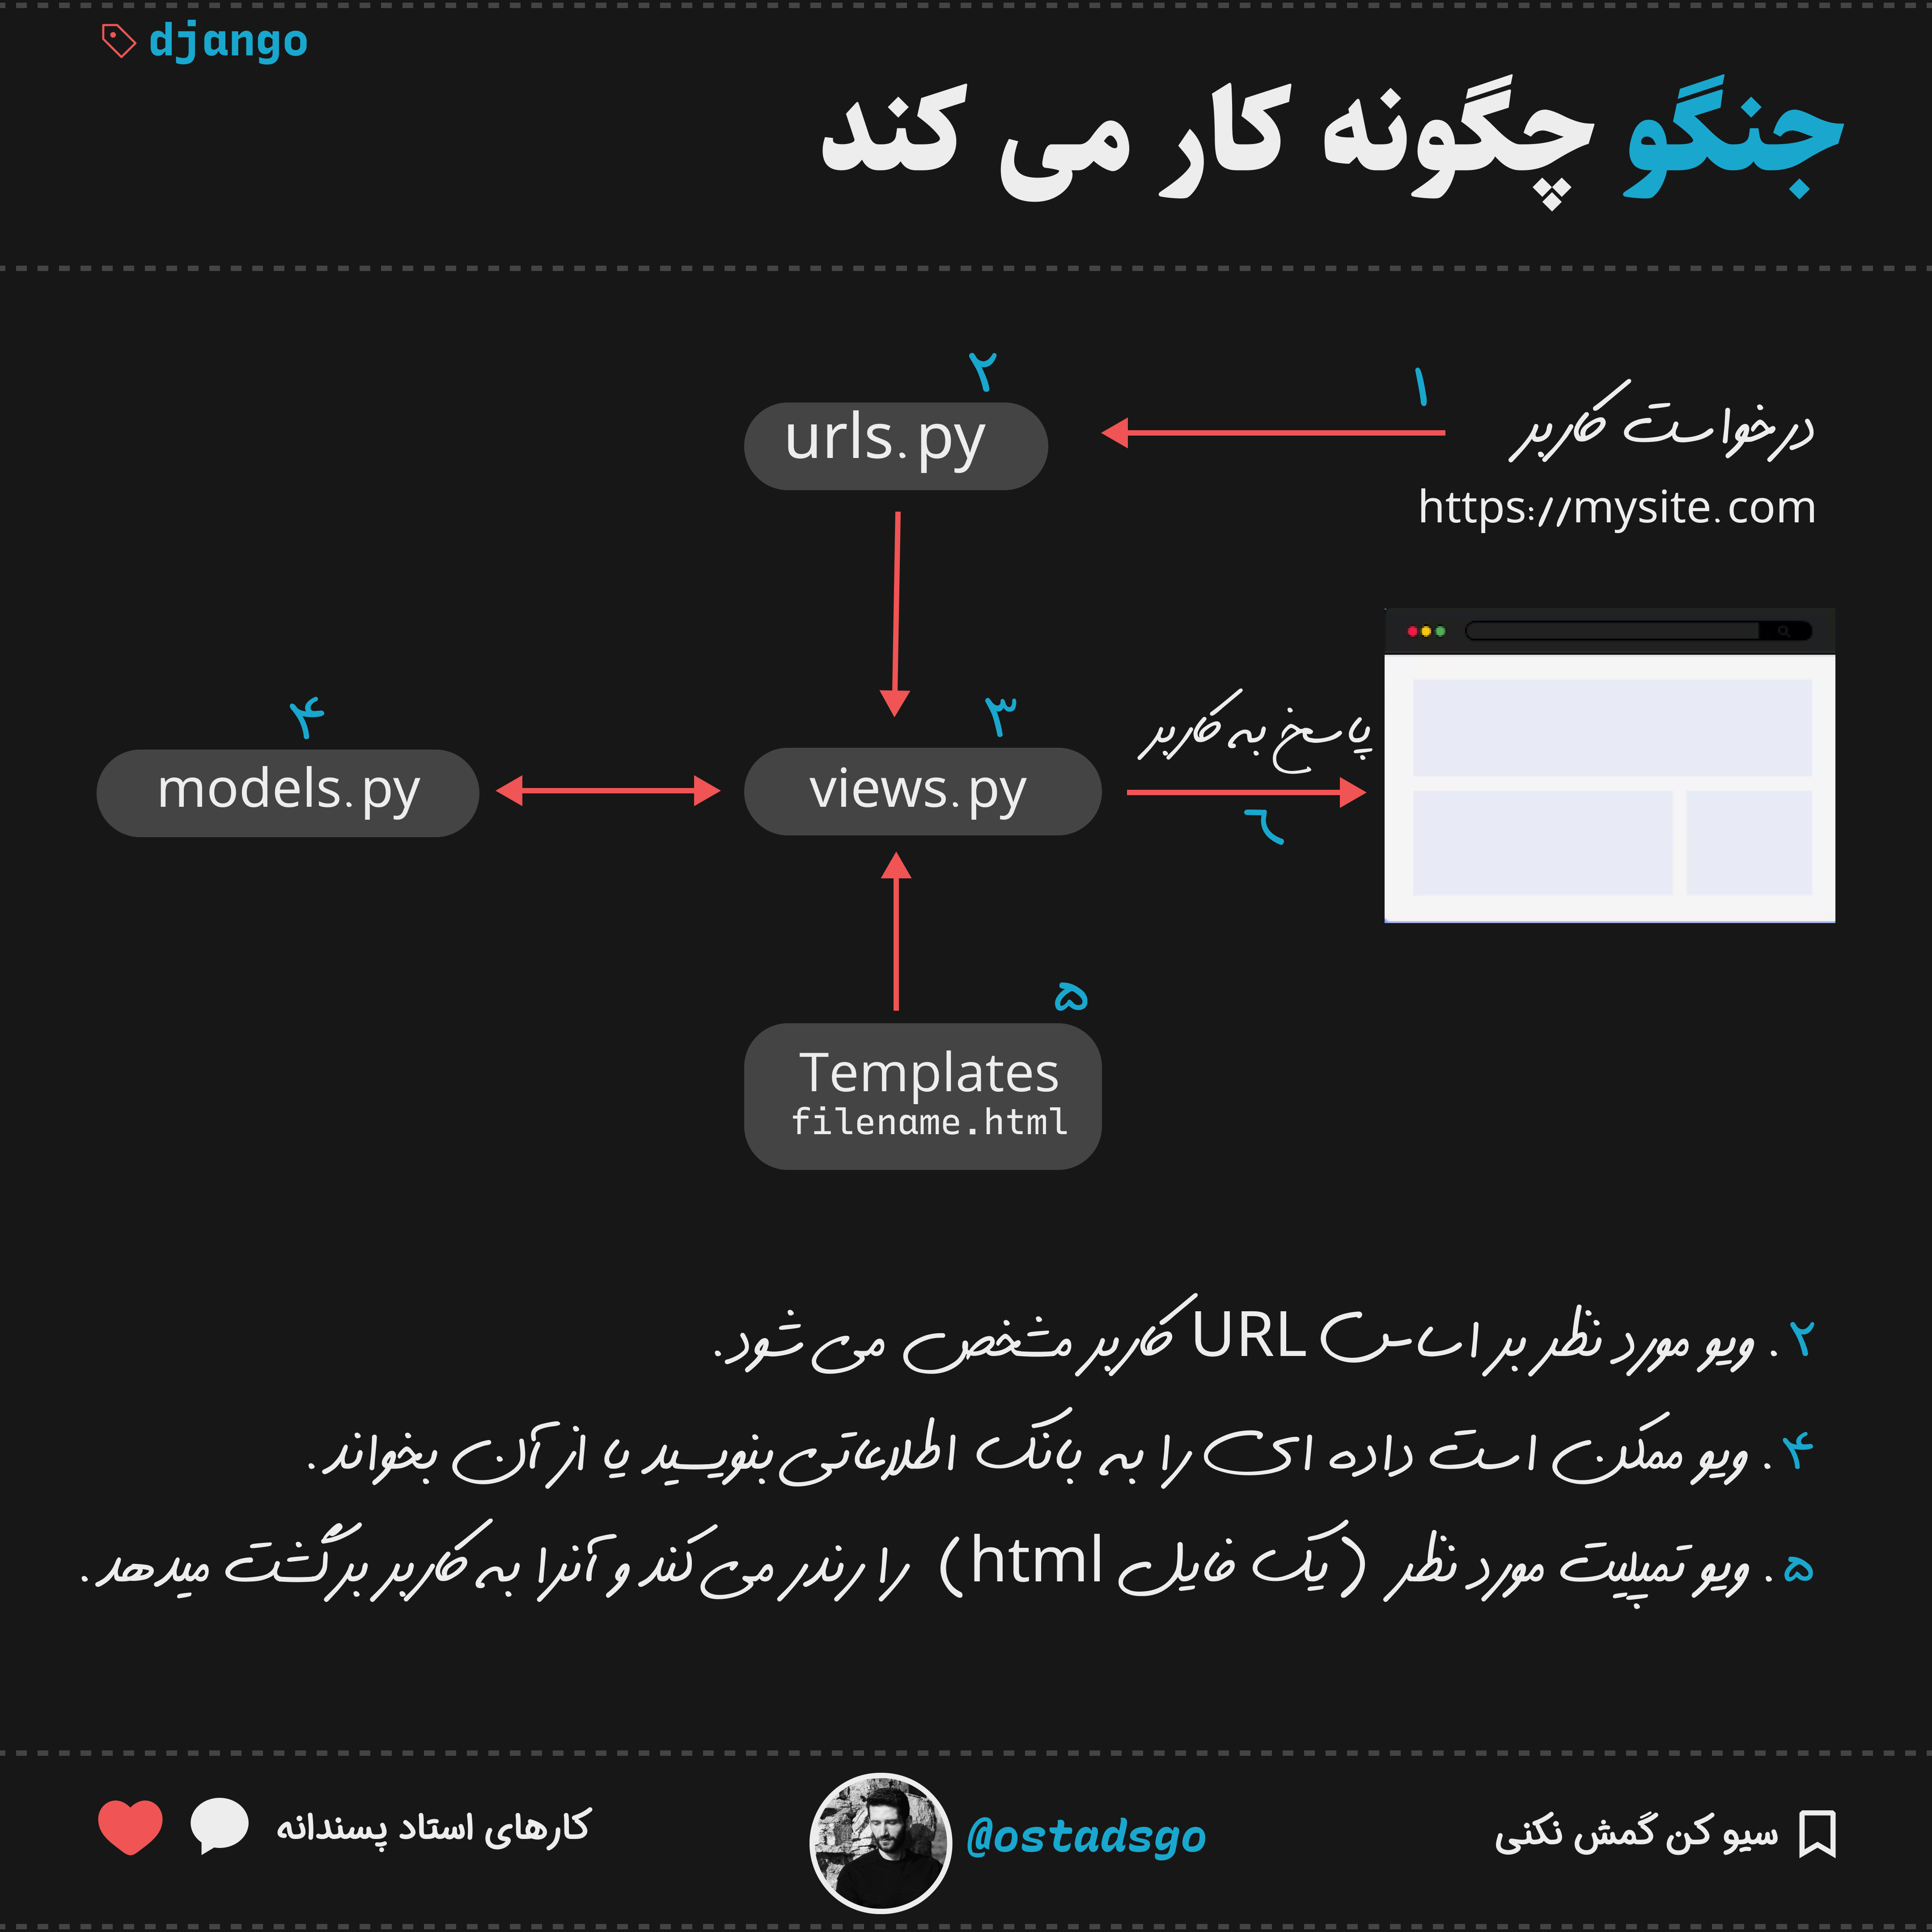 django
جنگو چگونه کار می کند
۱
درخواست کاربر
https://mysite.com
۲
urls.py
۳
views.py
۴
models.py
پاسخ به کاربر
۶
۵
Templates
filename.html
۲. ویو مورد نظر بر اساس URL کاربر مشخص می شود.
۴. ویو ممکن است داده ای را به بانک اطلاعاتی بنویسید یا از آن بخواند.
۵. ویو تمپلیت مورد نظر (یک فایل html) را رندر می کند و آنرا به کاربر برگشت میدهد.
سیو کن گمش نکنی
@ostadsgo
کارهای استاد پسندانه